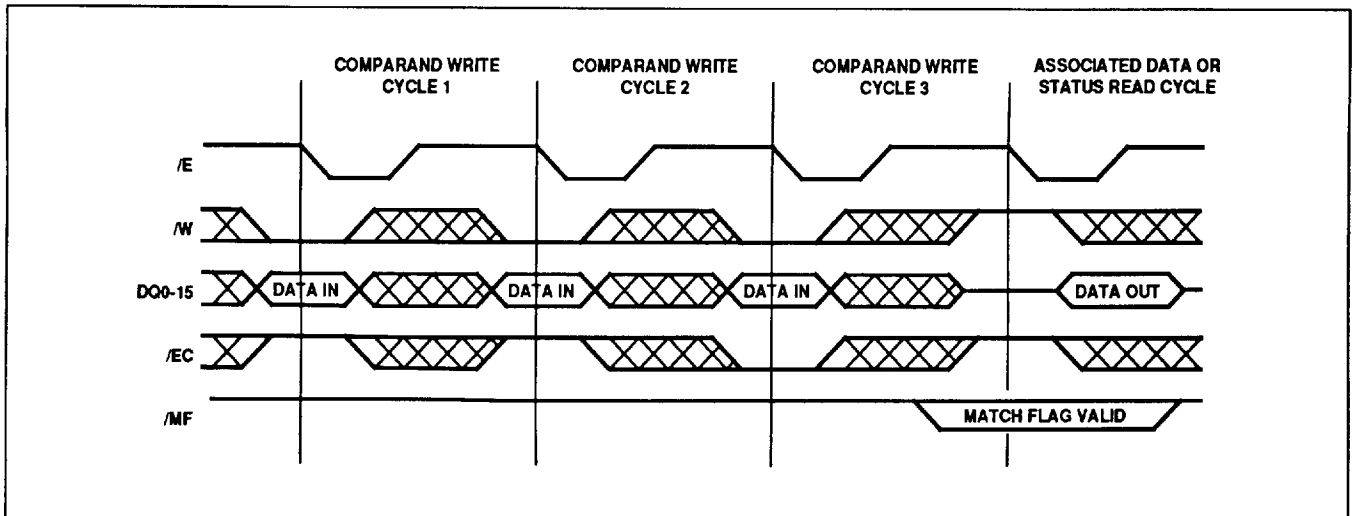 COMPARAND WRITE
CYCLE 1
COMPARAND WRITE
CYCLE 2
COMPARAND WRITE
CYCLE 3
ASSOCIATED DATA OR
STATUS READ CYCLE
/E
/W
DQ0-15
DATA IN
DATA IN
DATA IN
DATA OUT
/EC
/MF
MATCH FLAG VALID